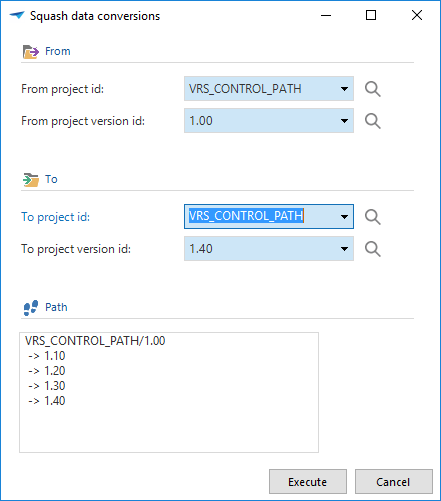 Squash data conversions
From
From project id: VRS_CONTROL_PATH
From project version id: 1.00
To
To project id: VRS_CONTROL_PATH
To project version id: 1.40
Path
VRS_CONTROL_PATH/1.00
-> 1.10
-> 1.20
-> 1.30
-> 1.40
Execute Cancel